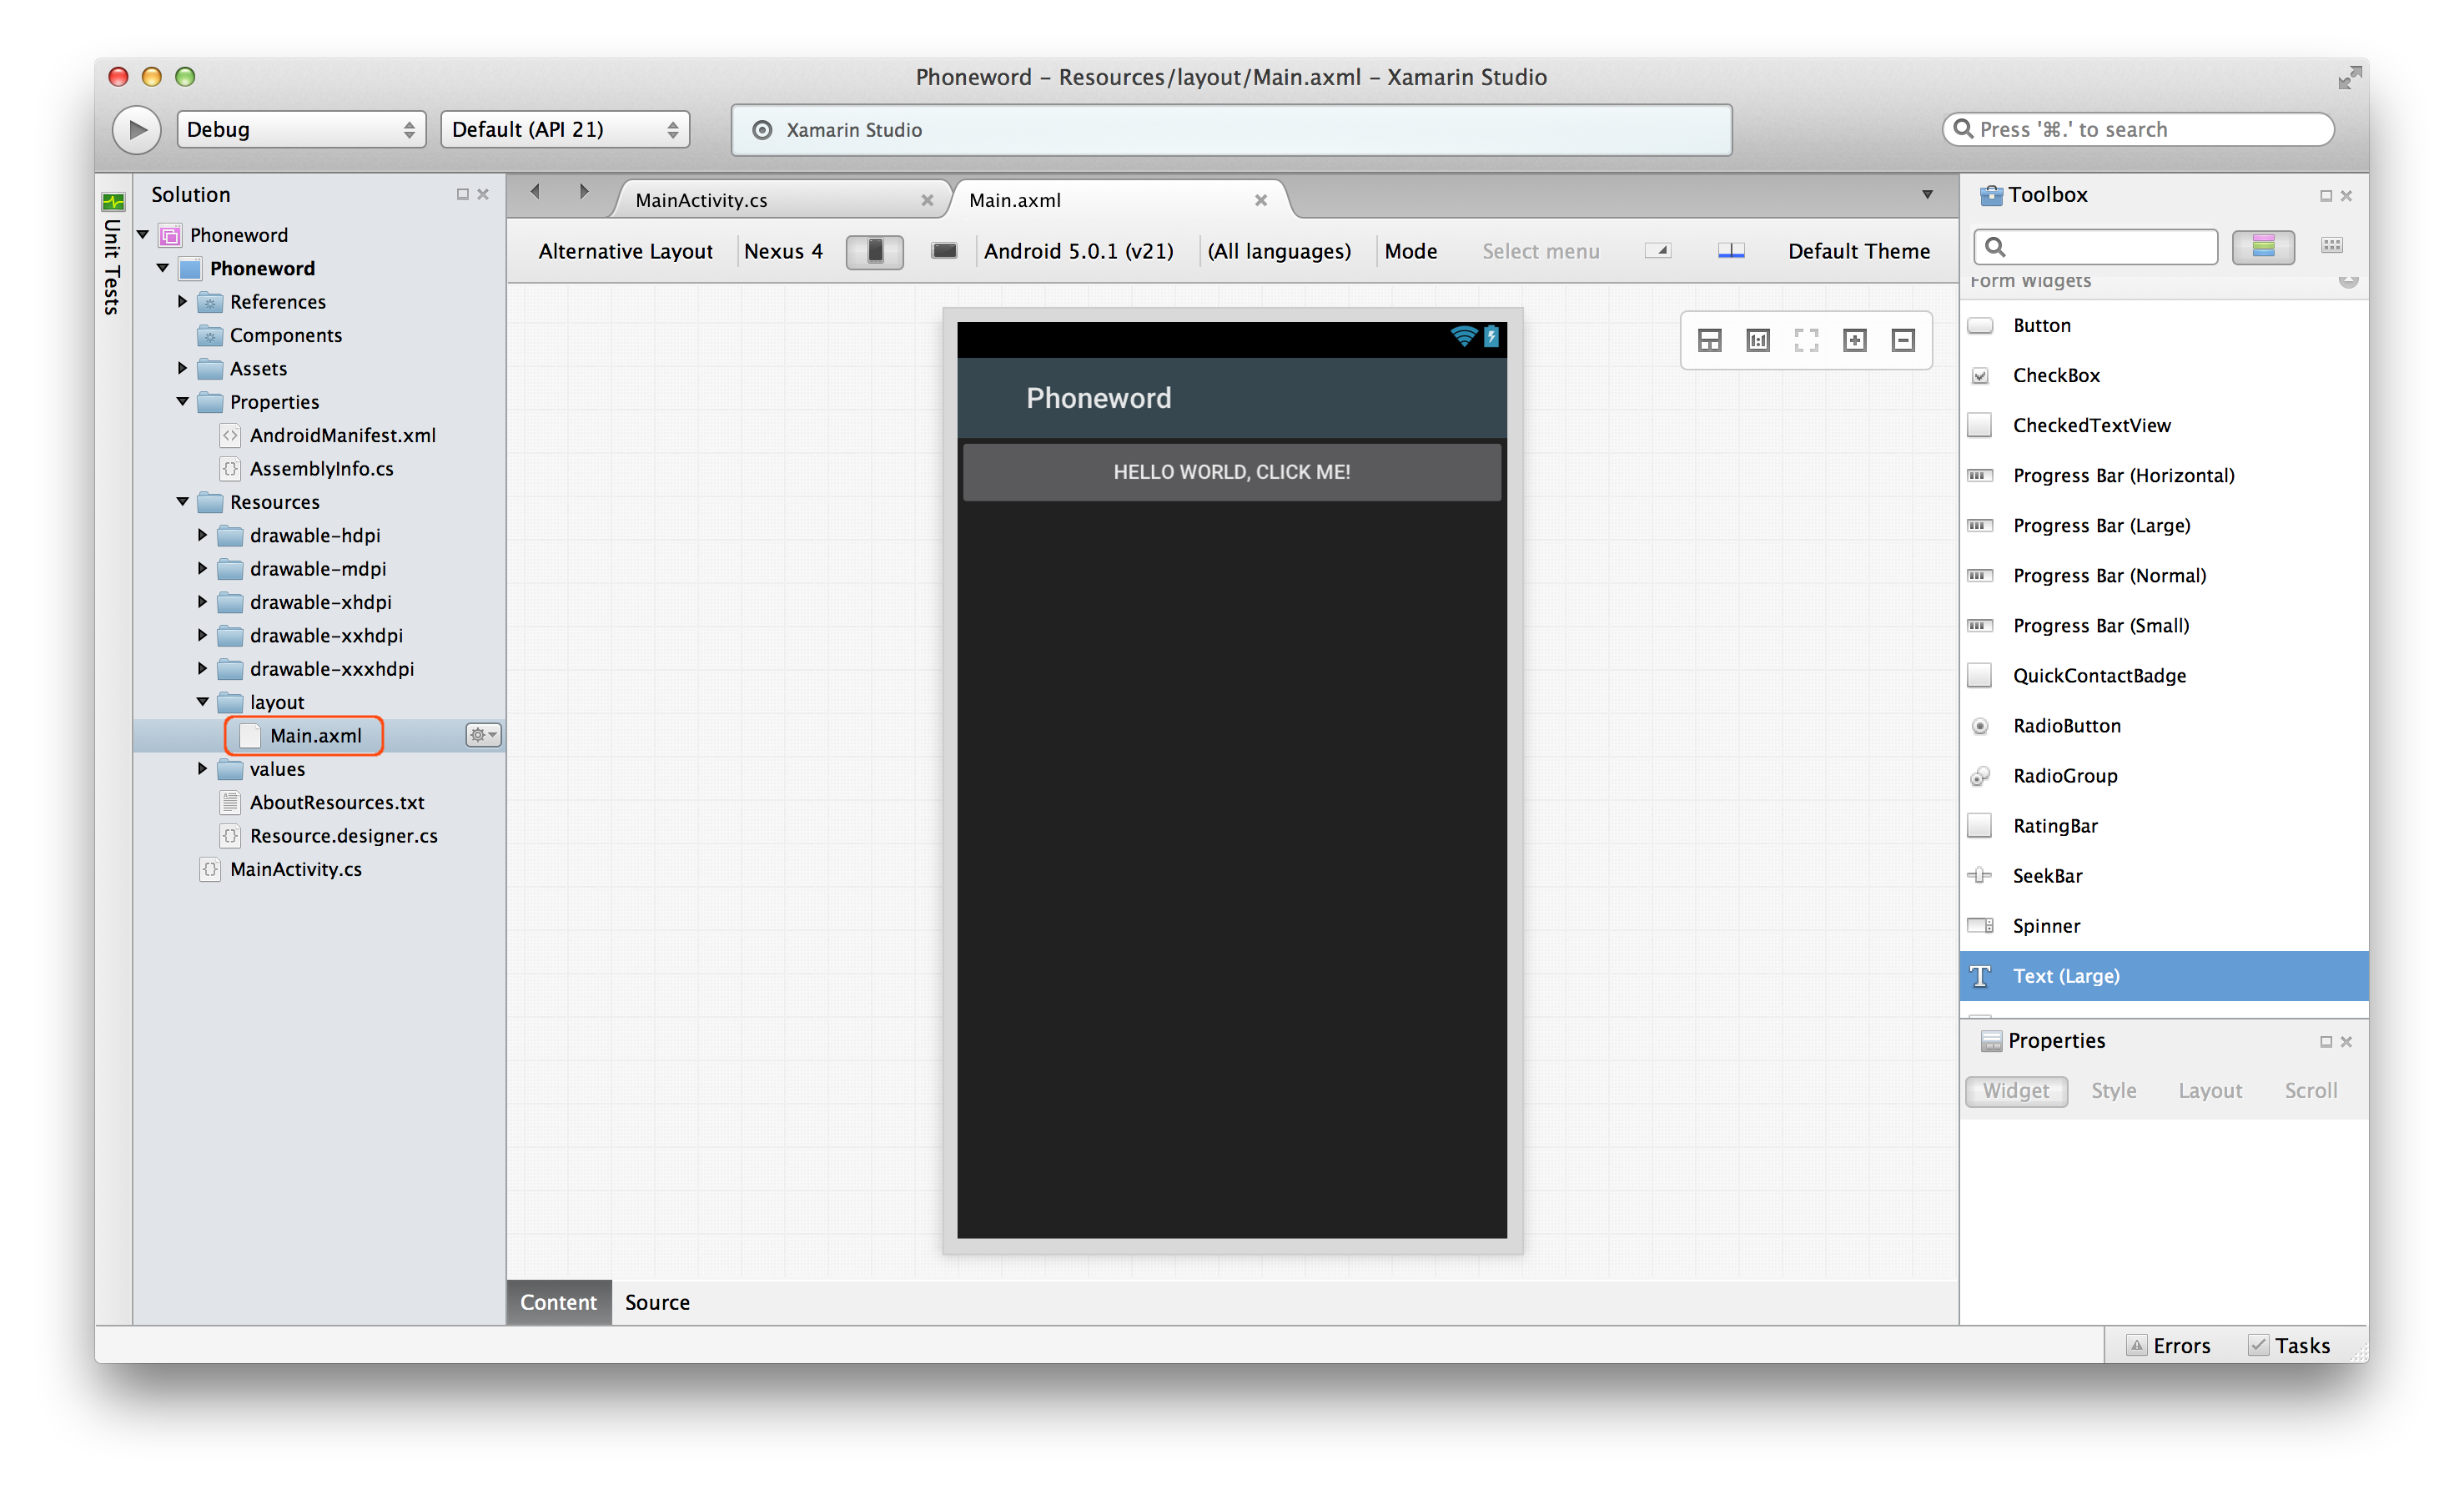 Phoneword – Resources/layout/Main.axml – Xamarin Studio
Debug
Default (API 21)
Xamarin Studio
Press '⌘.' to search
Unit Tests
Solution
Phoneword
Phoneword
References
Components
Assets
Properties
AndroidManifest.xml
AssemblyInfo.cs
Resources
drawable-hdpi
drawable-mdpi
drawable-xhdpi
drawable-xxhdpi
drawable-xxxhdpi
layout
Main.axml
values
AboutResources.txt
Resource.designer.cs
MainActivity.cs
MainActivity.cs
Main.axml
Alternative Layout
Nexus 4
Android 5.0.1 (v21)
(All languages)
Mode
Select menu
Default Theme
Phoneword
HELLO WORLD, CLICK ME!
Content
Source
Toolbox
Form Widgets
Button
CheckBox
CheckedTextView
Progress Bar (Horizontal)
Progress Bar (Large)
Progress Bar (Normal)
Progress Bar (Small)
QuickContactBadge
RadioButton
RadioGroup
RatingBar
SeekBar
Spinner
Text (Large)
Properties
Widget
Style
Layout
Scroll
Errors
Tasks